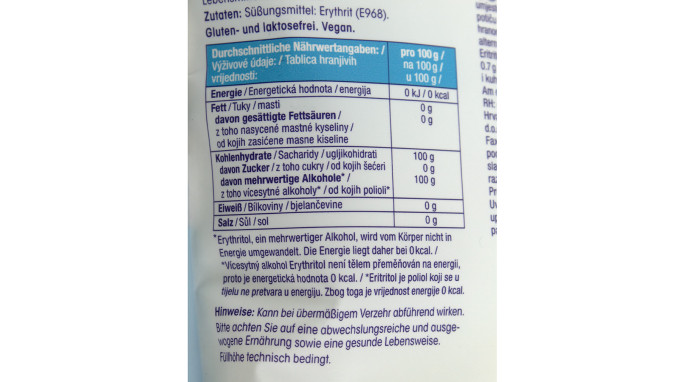 Zutaten: Süßungsmittel: Erythrit (E968).
Gluten- und laktosefrei. Vegan.
Durchschnittliche Nährwertangaben: / pro 100 g /
Výživové údaje: / Tablica hranjivih na 100 g /
vrijednosti: u 100 g /
Energie / Energetická hodnota / energija 0 kJ / 0 kcal
Fett / Tuky / masti 0 g
davon gesättigte Fettsäuren / 0 g
z toho nasycené mastné kyseliny /
od kojih zasićene masne kiseline
Kohlenhydrate / Sacharidy / ugljikohidrati 100 g
davon Zucker / z toho cukry / od kojih šećeri 0 g
davon mehrwertige Alkohole* / 100 g
z toho vícesytné alkoholy* / od kojih polioli*
Eiweiß / Bílkoviny / bjelančevine 0 g
Salz / Sůl / sol 0 g
*Erythritol, ein mehrwertiger Alkohol, wird vom Körper nicht in
Energie umgewandelt. Die Energie liegt daher bei 0 kcal. /
*Vícesytný alkohol Erythritol není tělem přeměňován na energii,
proto je energetická hodnota 0 kcal. / *Eritritol je poliol koji se u
tijelu ne pretvara u energiju. Zbog toga je vrijednost energije 0 kcal.
Hinweise: Kann bei übermäßigem Verzehr abführend wirken.
Bitte achten Sie auf eine abwechslungsreiche und ausge-
wogene Ernährung sowie eine gesunde Lebensweise.
Füllhöhe technisch bedingt.